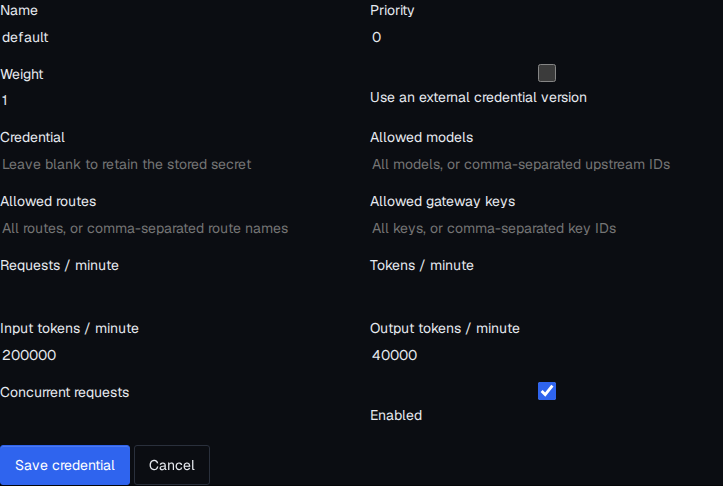 Name
Priority
default
0
Weight
1
Use an external credential version
Credential
Allowed models
Leave blank to retain the stored secret
All models, or comma-separated upstream IDs
Allowed routes
Allowed gateway keys
All routes, or comma-separated route names
All keys, or comma-separated key IDs
Requests / minute
Tokens / minute
Input tokens / minute
Output tokens / minute
200000
40000
Concurrent requests
Enabled
Save credential
Cancel